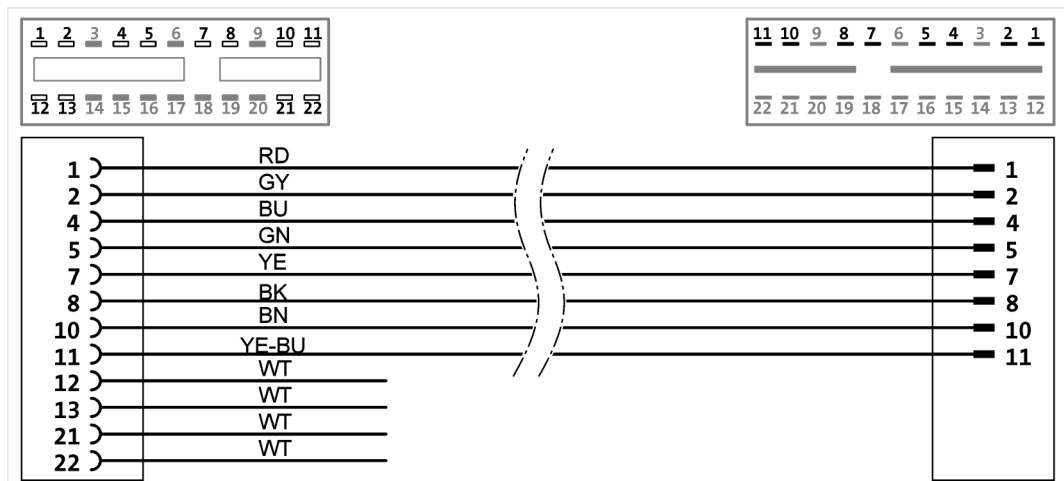 1 2 3 4 5 6 7 8 9 10 11
12 13 14 15 16 17 18 19 20 21 22
11 10 9 8 7 6 5 4 3 2 1
22 21 20 19 18 17 16 15 14 13 12
1 RD 1
2 GY 2
4 BU 4
5 GN 5
7 YE 7
8 BK 8
10 BN 10
11 YE-BU 11
12 WT
13 WT
21 WT
22 WT